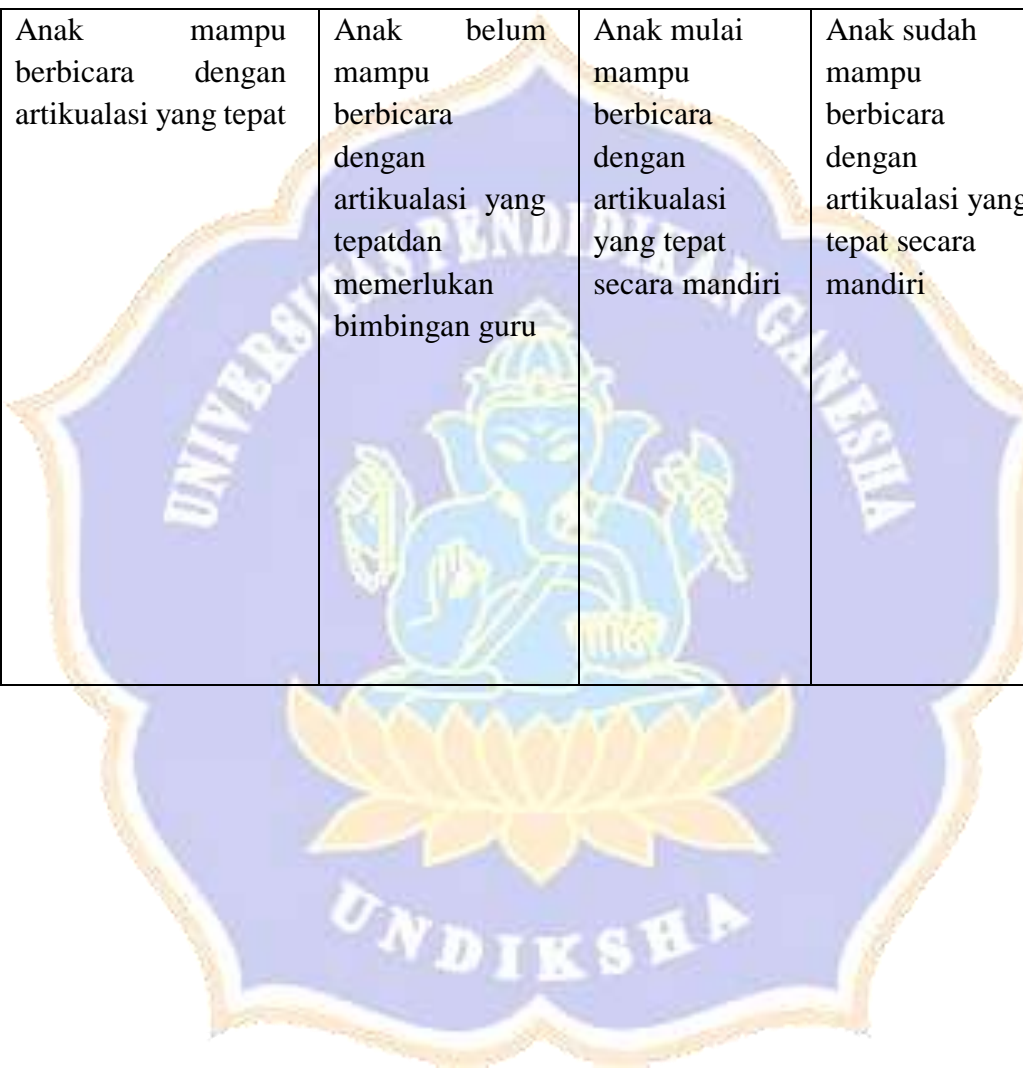 Anak mampu
berbicara dengan
artikualasi yang tepat
Anak belum
mampu
berbicara
dengan
artikualasi yang
tepatdan
memerlukan
bimbingan guru
Anak mulai
mampu
berbicara
dengan
artikualasi
yang tepat
secara mandiri
Anak sudah
mampu
berbicara
dengan
artikualasi yang
tepat secara
mandiri
UNIVERSITAS PENDIDIKAN GANESHA
UNDIKSHA